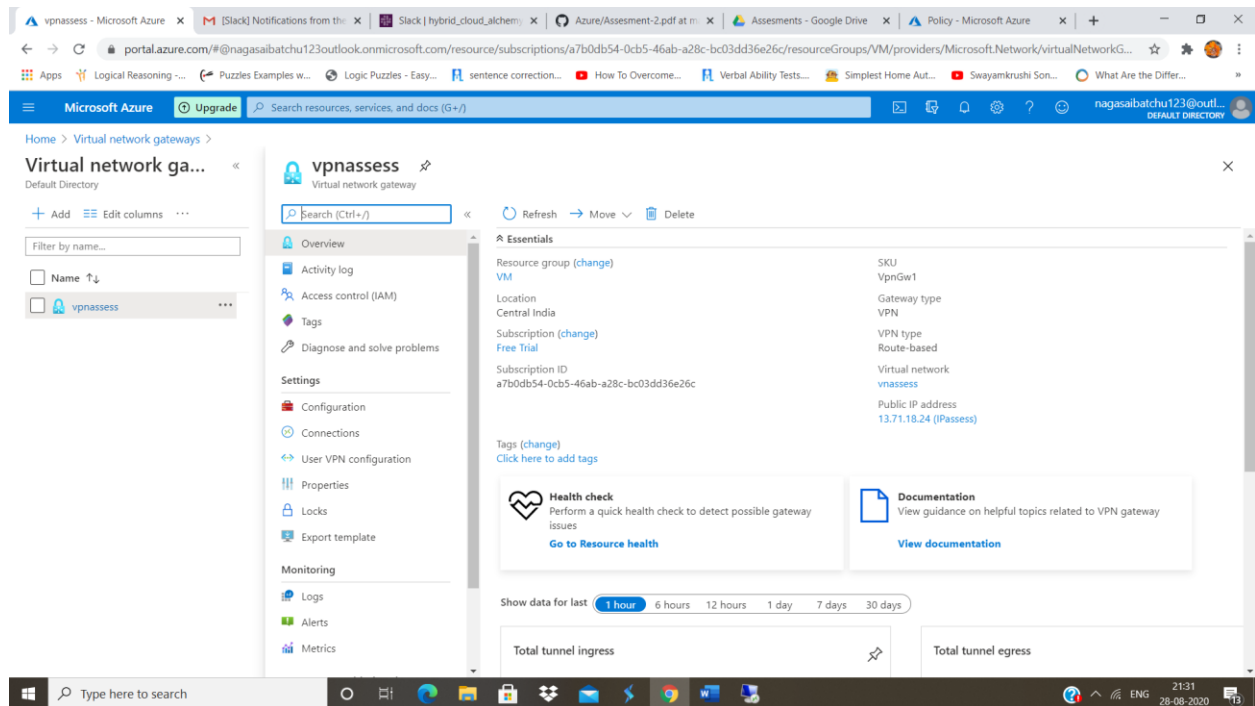 vpnassess - Microsoft Azure
[Slack] Notifications from the
Slack | hybrid_cloud_alchemy
Azure/Assesment-2.pdf at m
Assesments - Google Drive
Policy - Microsoft Azure
portal.azure.com/#@nagasaibatchu123outlook.onmicrosoft.com/resource/subscriptions/a7b0db54-0cb5-46ab-a28c-bc03dd36e26c/resourceGroups/VM/providers/Microsoft.Network/virtualNetworkG...
Apps
Logical Reasoning -...
Puzzles Examples w...
Logic Puzzles - Easy...
sentence correction...
How To Overcome...
Verbal Ability Tests....
Simplest Home Aut...
Swayamkrushi Son...
What Are the Differ...
»
Microsoft Azure
Upgrade
Search resources, services, and docs (G+/)
nagasaibatchu123@outl...
DEFAULT DIRECTORY
Home > Virtual network gateways >
Virtual network ga...
«
Default Directory
+ Add
Edit columns
...
Filter by name...
Name ↑↓
vpnassess
...
vpnassess
Virtual network gateway
Search (Ctrl+/)
«
Overview
Activity log
Access control (IAM)
Tags
Diagnose and solve problems
Settings
Configuration
Connections
User VPN configuration
Properties
Locks
Export template
Monitoring
Logs
Alerts
Metrics
Refresh
Move
Delete
Essentials
Resource group (change)
VM
Location
Central India
Subscription (change)
Free Trial
Subscription ID
a7b0db54-0cb5-46ab-a28c-bc03dd36e26c
SKU
VpnGw1
Gateway type
VPN
VPN type
Route-based
Virtual network
vnassess
Public IP address
13.71.18.24 (IPassess)
Tags (change)
Click here to add tags
Health check
Perform a quick health check to detect possible gateway
issues
Go to Resource health
Documentation
View guidance on helpful topics related to VPN gateway
View documentation
Show data for last
1 hour
6 hours
12 hours
1 day
7 days
30 days
Total tunnel ingress
Total tunnel egress
Type here to search
ENG
21:31
28-08-2020
13